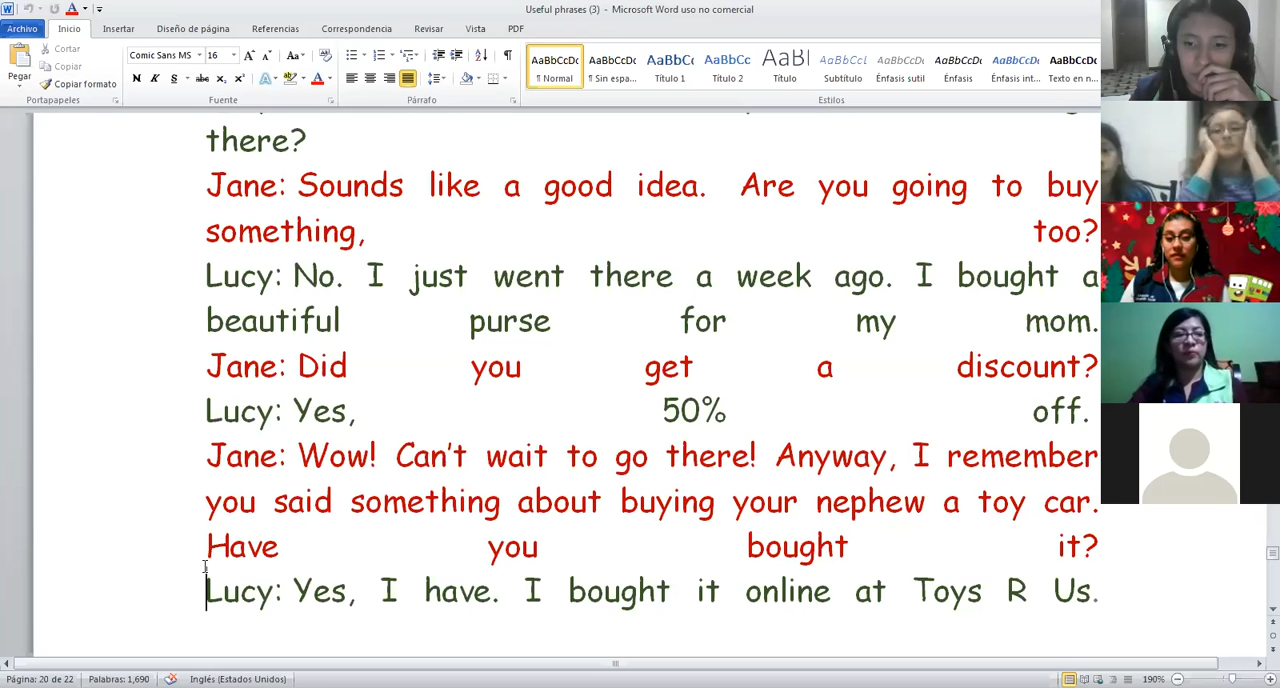 Useful phrases (3) - Microsoft Word uso no comercial
Archivo Inicio Insertar Diseño de página Referencias Correspondencia Revisar Vista PDF
Pegar
Cortar
Copiar
Copiar formato
Portapapeles
Comic Sans MS 16
N K S abc x₂ x²
Fuente
Párrafo
AaBbCcDc AaBbCcDc AaBbCc AaBbCc AaBl AaBbCcL AaBbCcDc AaBbCcDc AaBbCcDc AaBbCcDc
¶ Normal ¶ Sin espa... Título 1 Título 2 Título Subtítulo Énfasis sutil Énfasis Énfasis int... Texto en n...
Estilos
there?
Jane: Sounds like a good idea. Are you going to buy
something, too?
Lucy: No. I just went there a week ago. I bought a
beautiful purse for my mom.
Jane: Did you get a discount?
Lucy: Yes, 50% off.
Jane: Wow! Can't wait to go there! Anyway, I remember
you said something about buying your nephew a toy car.
Have you bought it?
Lucy: Yes, I have. I bought it online at Toys R Us.
Página: 20 de 22 Palabras: 1,690 Inglés (Estados Unidos) 190%